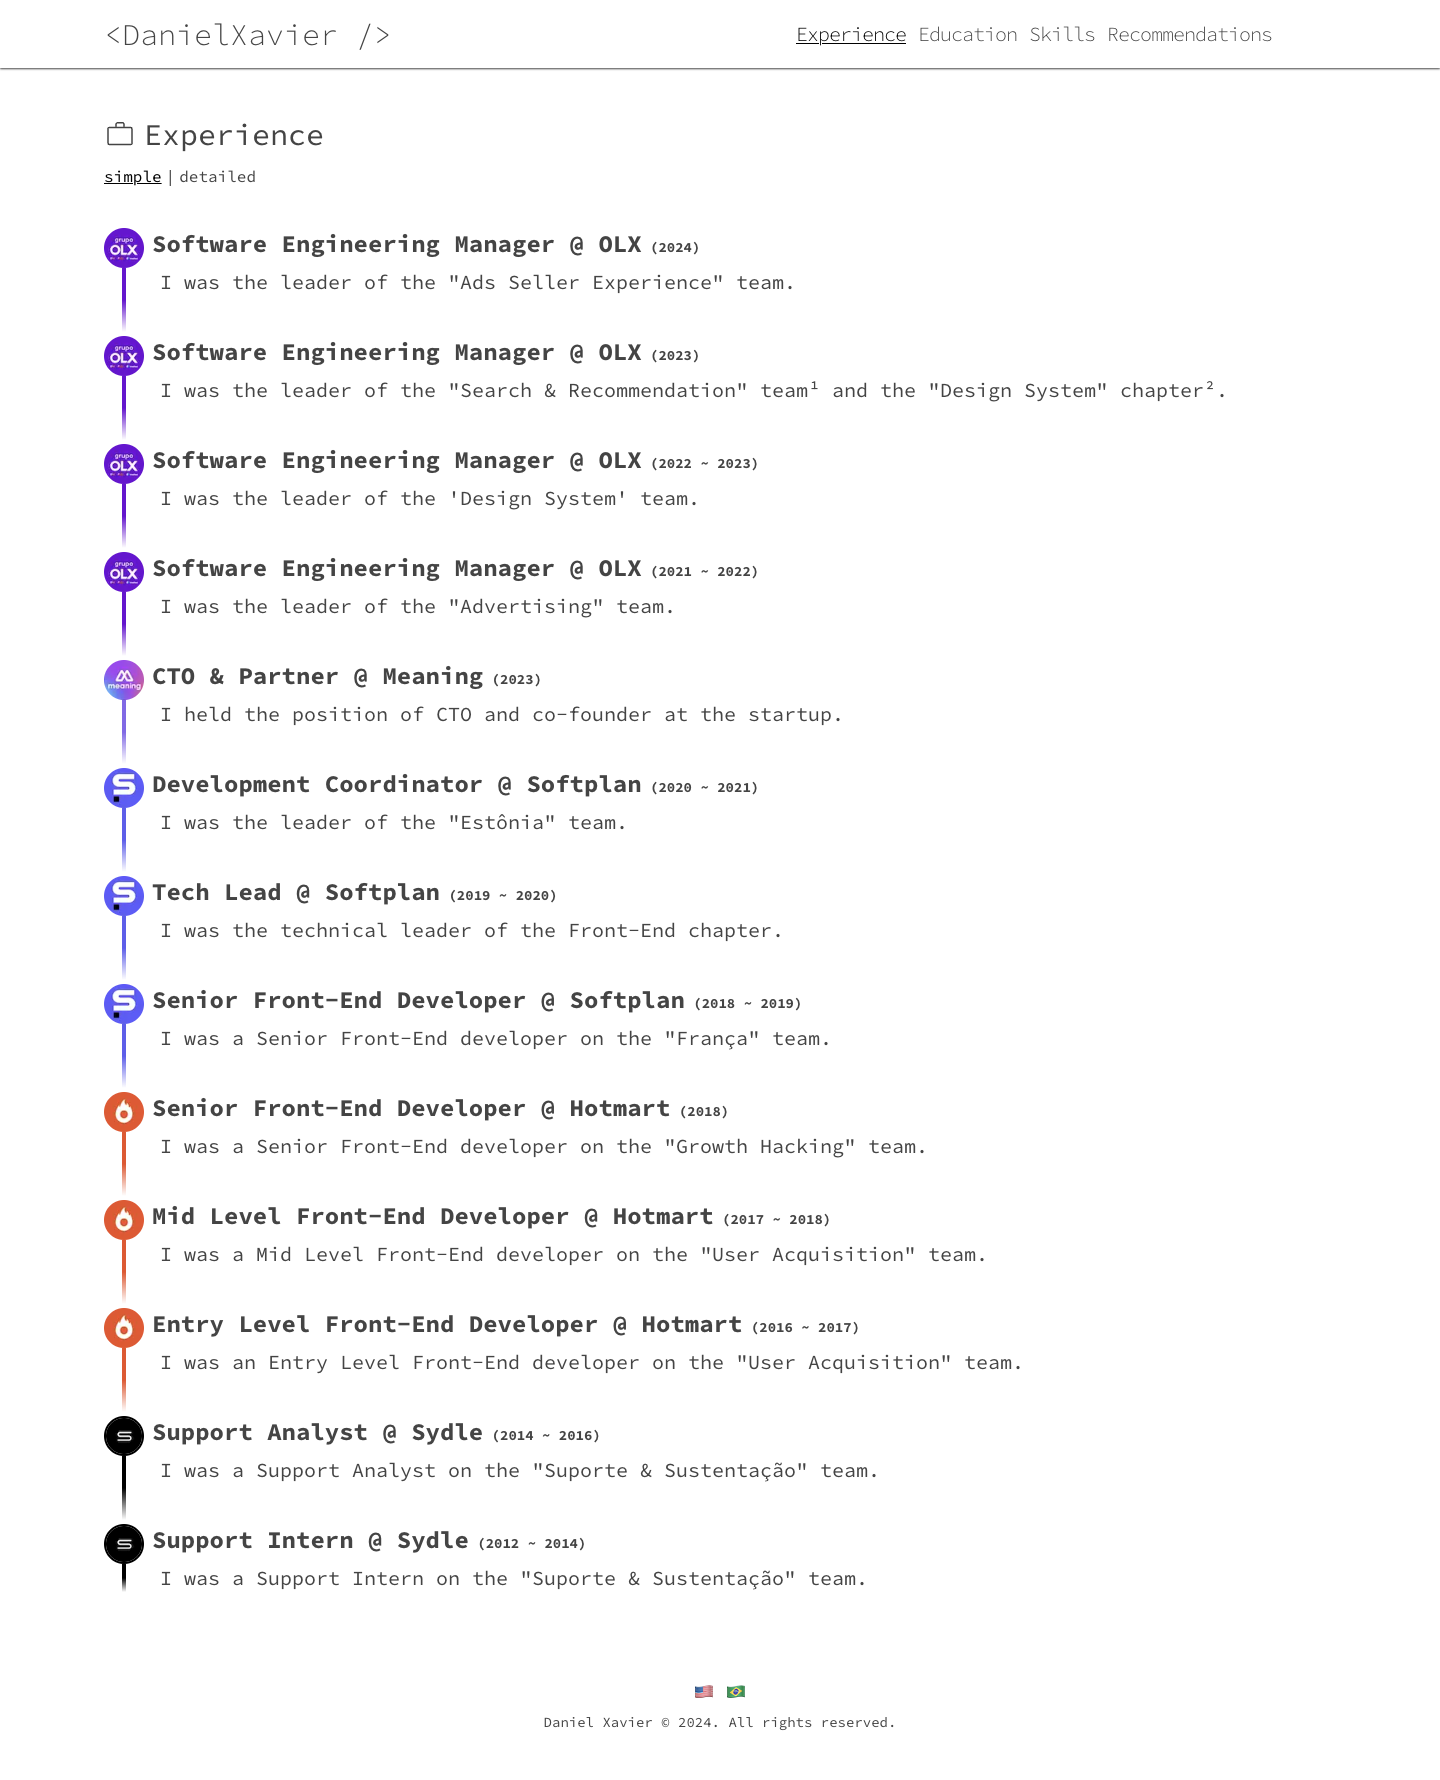 <DanielXavier />
Experience Education Skills Recommendations
Experience
simple | detailed
grupo OLX
Software Engineering Manager @ OLX (2024)
I was the leader of the "Ads Seller Experience" team.
grupo OLX
Software Engineering Manager @ OLX (2023)
I was the leader of the "Search & Recommendation" team¹ and the "Design System" chapter².
grupo OLX
Software Engineering Manager @ OLX (2022 ~ 2023)
I was the leader of the 'Design System' team.
grupo OLX
Software Engineering Manager @ OLX (2021 ~ 2022)
I was the leader of the "Advertising" team.
meaning
CTO & Partner @ Meaning (2023)
I held the position of CTO and co-founder at the startup.
Development Coordinator @ Softplan (2020 ~ 2021)
I was the leader of the "Estônia" team.
Tech Lead @ Softplan (2019 ~ 2020)
I was the technical leader of the Front-End chapter.
Senior Front-End Developer @ Softplan (2018 ~ 2019)
I was a Senior Front-End developer on the "França" team.
Senior Front-End Developer @ Hotmart (2018)
I was a Senior Front-End developer on the "Growth Hacking" team.
Mid Level Front-End Developer @ Hotmart (2017 ~ 2018)
I was a Mid Level Front-End developer on the "User Acquisition" team.
Entry Level Front-End Developer @ Hotmart (2016 ~ 2017)
I was an Entry Level Front-End developer on the "User Acquisition" team.
Support Analyst @ Sydle (2014 ~ 2016)
I was a Support Analyst on the "Suporte & Sustentação" team.
Support Intern @ Sydle (2012 ~ 2014)
I was a Support Intern on the "Suporte & Sustentação" team.
Daniel Xavier © 2024. All rights reserved.